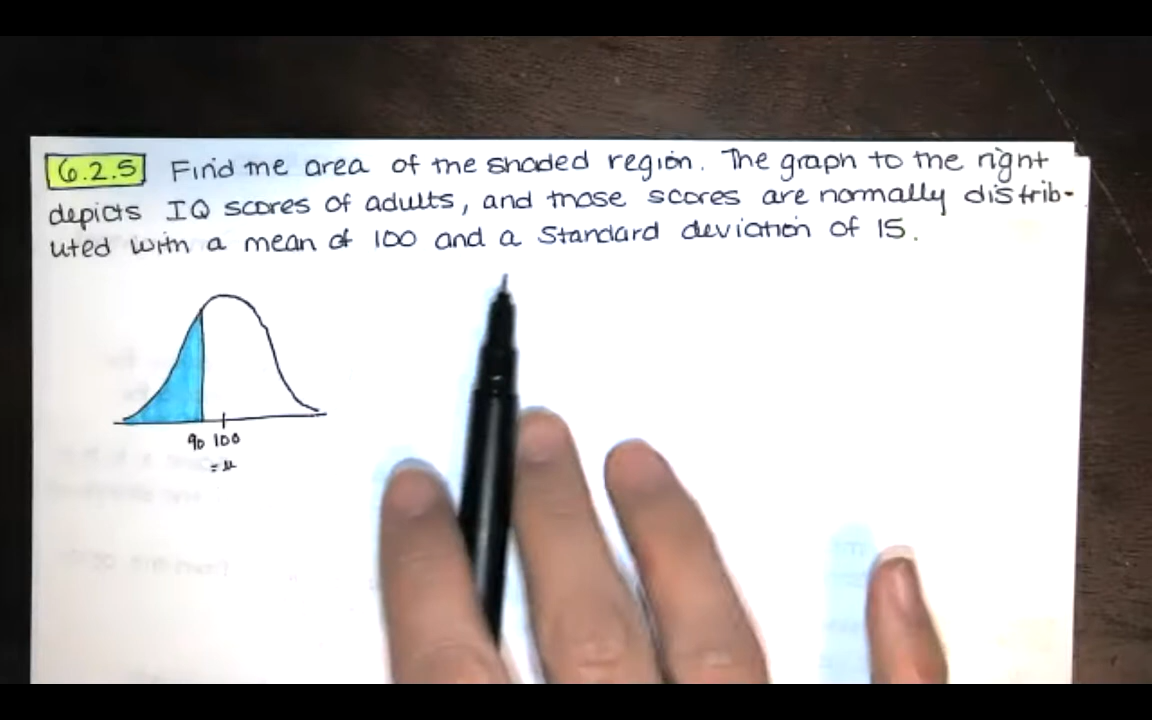 6.2.5 Find the area of the shaded region. The graph to the right
depicts IQ scores of adults, and those scores are normally distrib-
uted with a mean of 100 and a standard deviation of 15.
90 100
= μ